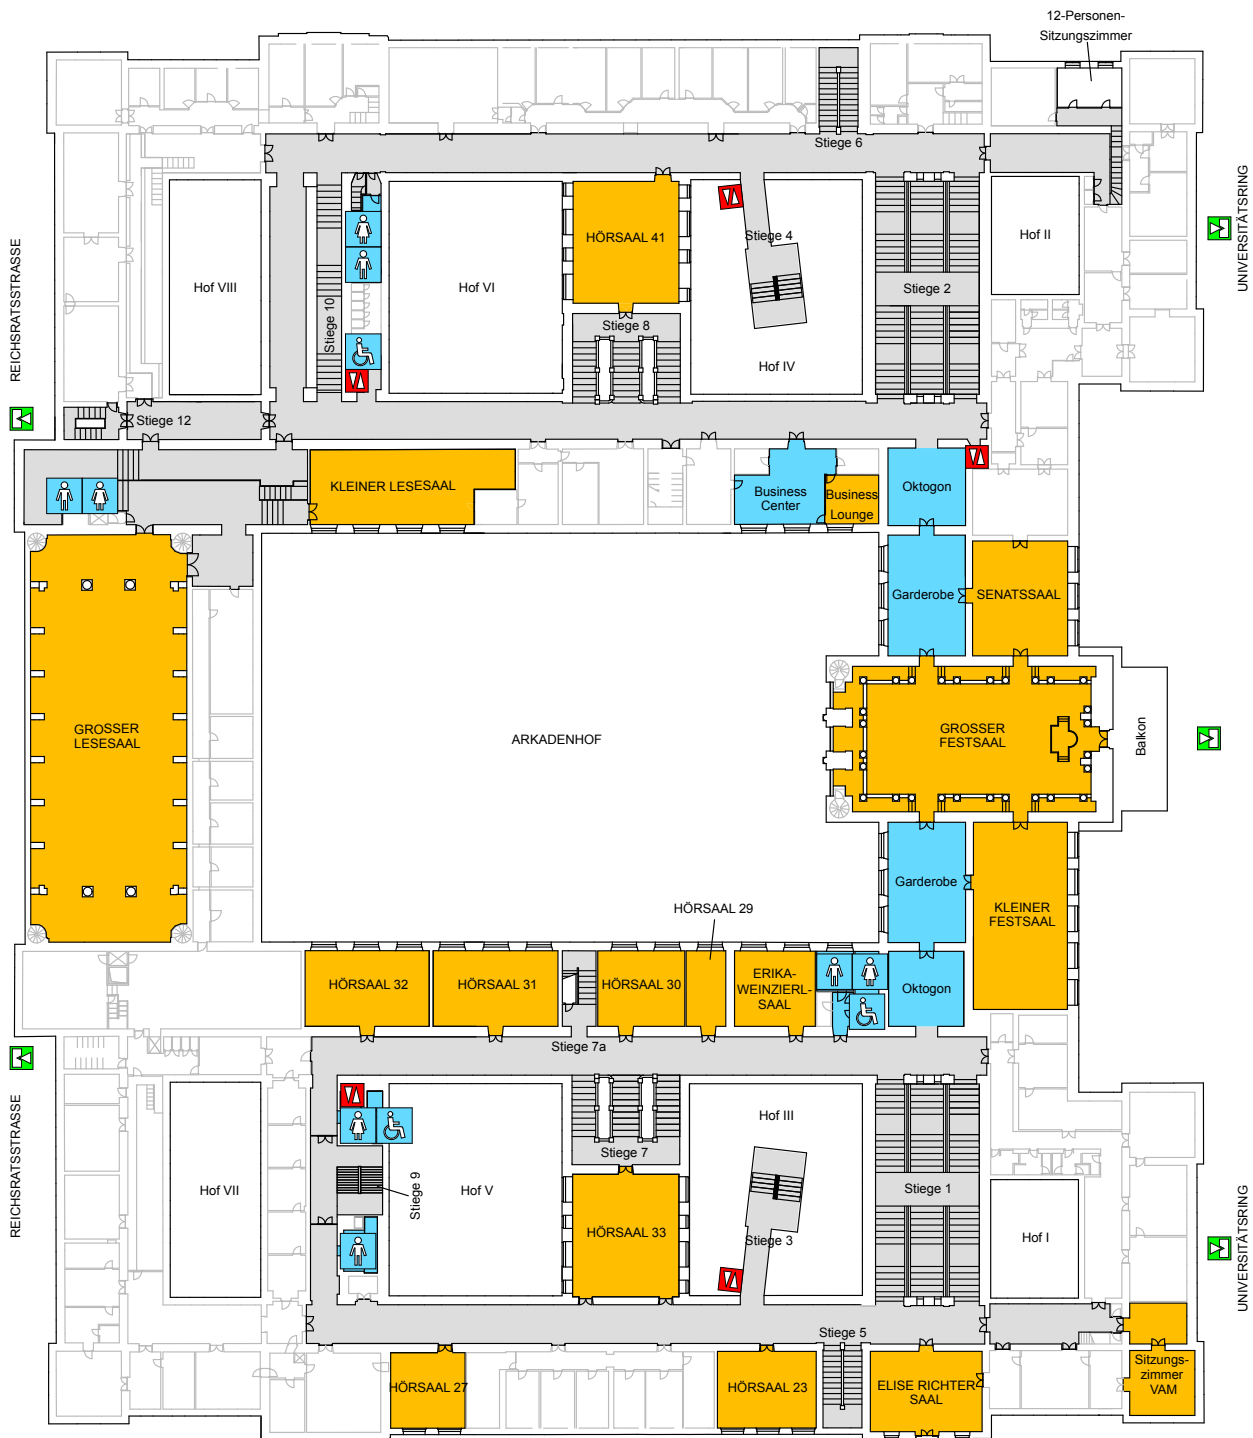 12-Personen-
Sitzungszimmer
Stiege 6
UNIVERSITÄTSRING
REICHSRATSSTRASSE
HÖRSAAL 41
Stiege 4
Hof II
Hof VIII
Stiege 10
Hof VI
Stiege 2
Stiege 8
Hof IV
Stiege 12
KLEINER LESESAAL
Business
Center
Business
Lounge
Oktogon
Garderobe
SENATSSAAL
GROSSER
LESESAAL
ARKADENHOF
GROSSER
FESTSAAL
Balkon
Garderobe
KLEINER
FESTSAAL
HÖRSAAL 29
HÖRSAAL 32
HÖRSAAL 31
HÖRSAAL 30
ERIKA-
WEINZIERL-
SAAL
Oktogon
Stiege 7a
REICHSRATSSTRASSE
Hof III
Stiege 7
Hof VII
Stiege 9
Hof V
Stiege 1
UNIVERSITÄTSRING
HÖRSAAL 33
Stiege 3
Hof I
Stiege 5
HÖRSAAL 27
HÖRSAAL 23
ELISE RICHTER
SAAL
Sitzungs-
zimmer
VAM